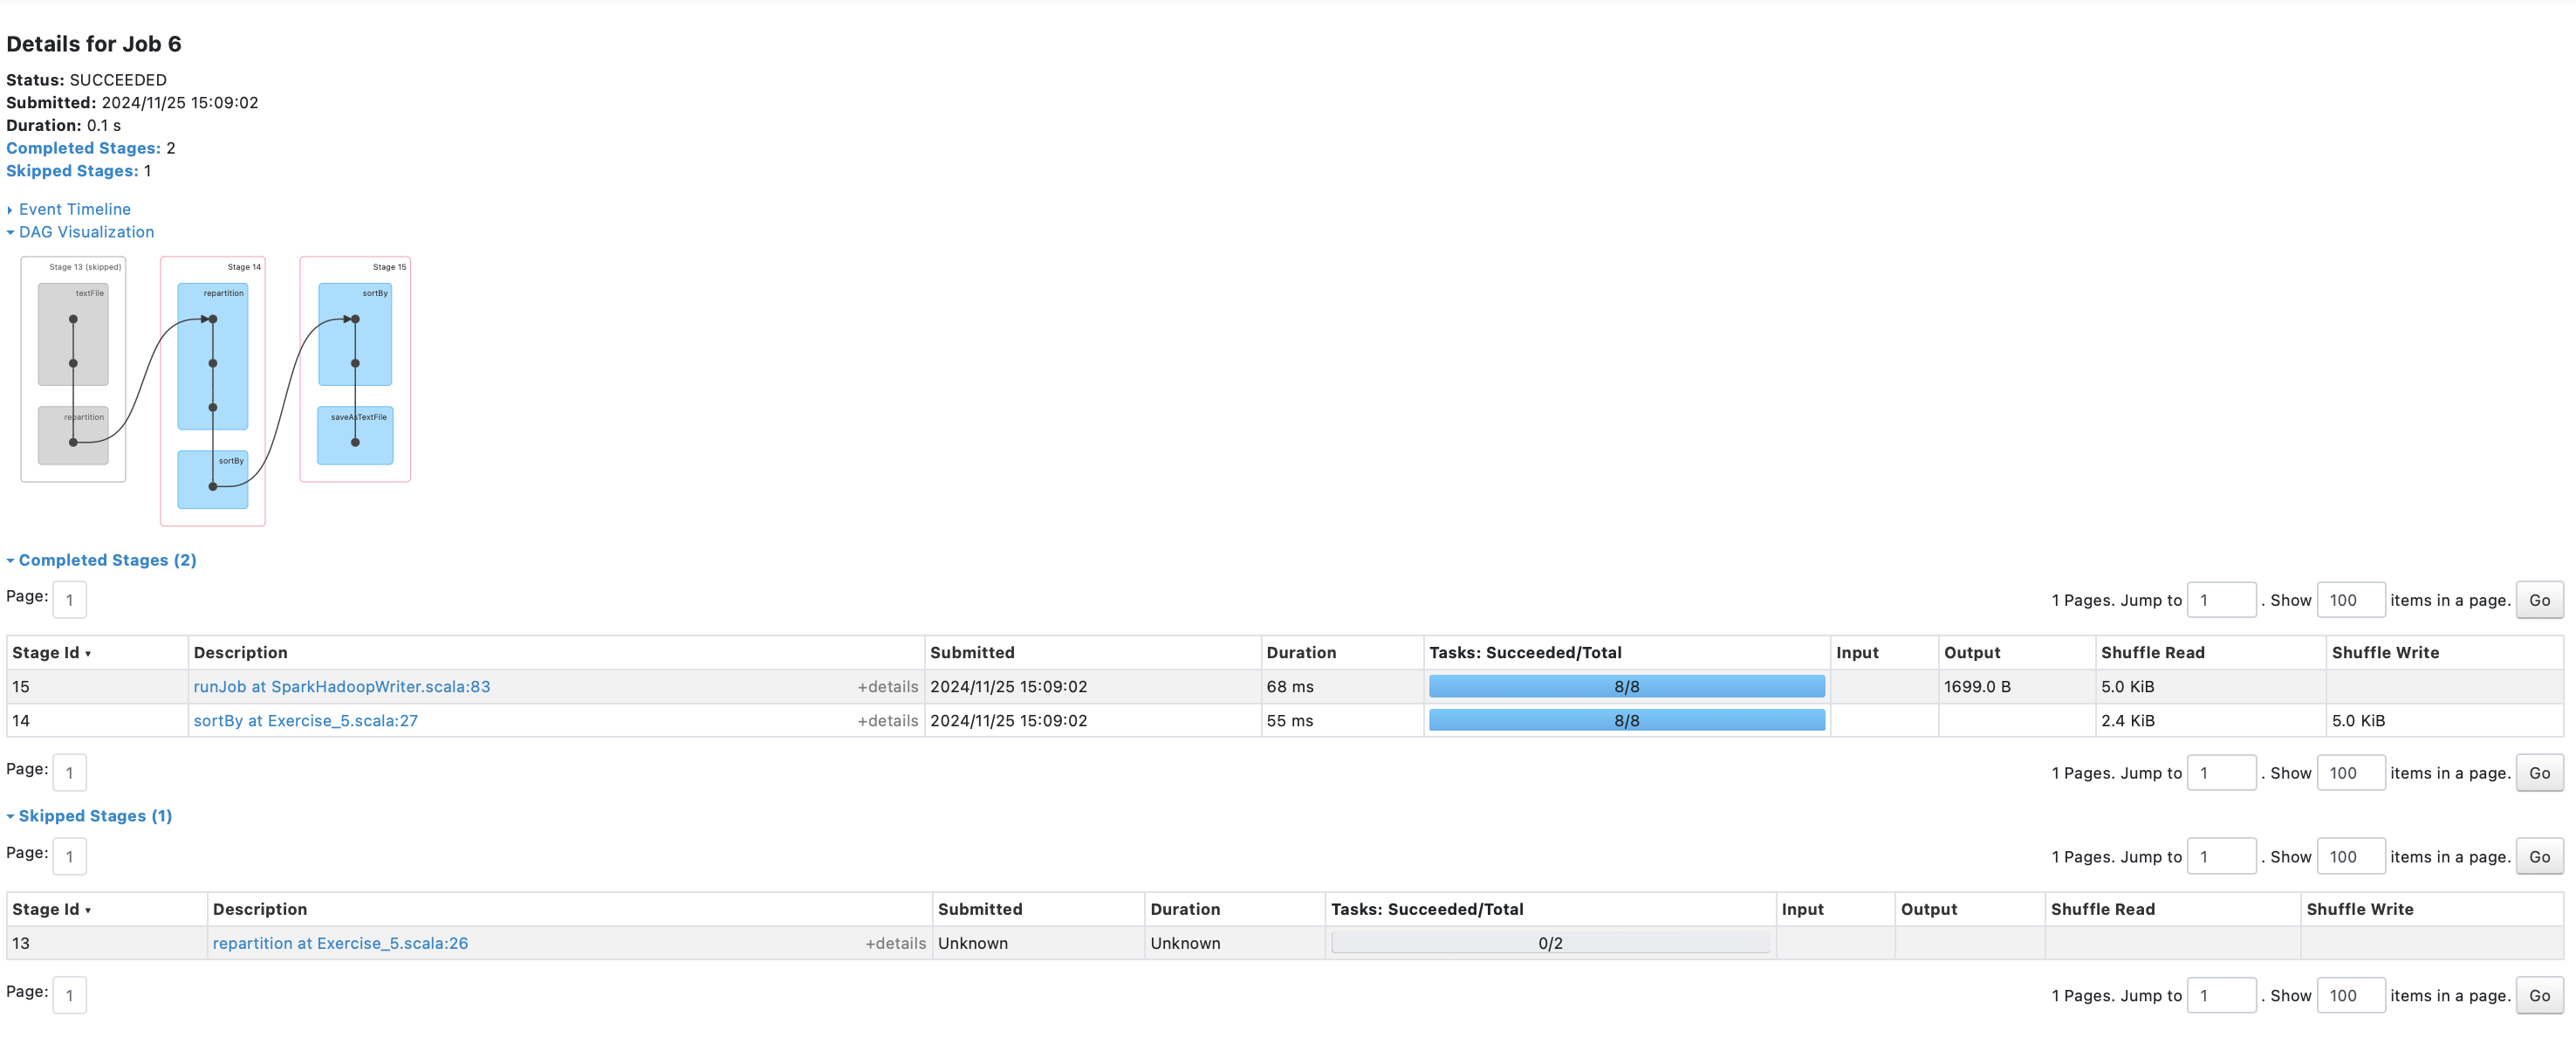 Details for Job 6
Status: SUCCEEDED
Submitted: 2024/11/25 15:09:02
Duration: 0.1 s
Completed Stages: 2
Skipped Stages: 1
Event Timeline
DAG Visualization
Stage 13 (skipped)
textFile
repartition
Stage 14
repartition
sortBy
Stage 15
sortBy
saveAsTextFile
Completed Stages (2)
Page: 1 1 Pages. Jump to 1 . Show 100 items in a page. Go
Stage Id ▾ Description Submitted Duration Tasks: Succeeded/Total Input Output Shuffle Read Shuffle Write
15 runJob at SparkHadoopWriter.scala:83 +details 2024/11/25 15:09:02 68 ms 8/8 1699.0 B 5.0 KiB
14 sortBy at Exercise_5.scala:27 +details 2024/11/25 15:09:02 55 ms 8/8 2.4 KiB 5.0 KiB
Page: 1 1 Pages. Jump to 1 . Show 100 items in a page. Go
Skipped Stages (1)
Page: 1 1 Pages. Jump to 1 . Show 100 items in a page. Go
Stage Id ▾ Description Submitted Duration Tasks: Succeeded/Total Input Output Shuffle Read Shuffle Write
13 repartition at Exercise_5.scala:26 +details Unknown Unknown 0/2
Page: 1 1 Pages. Jump to 1 . Show 100 items in a page. Go